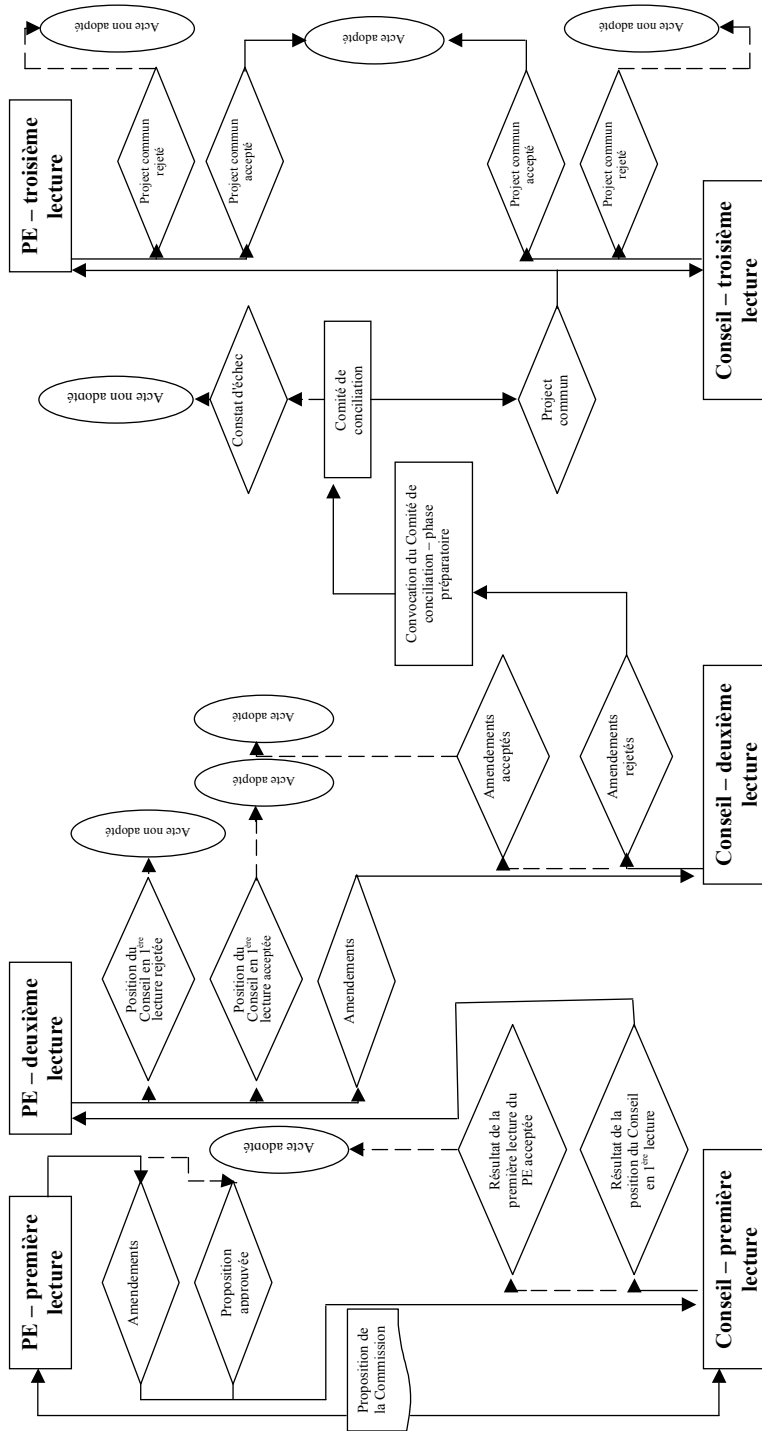 PE – première
lecture
Amendements
Proposition
approuvée
Proposition de
la Commission
Conseil – première
lecture
Résultat de la
première lecture du
PE acceptée
Résultat de la
position du Conseil
en 1ère lecture
Acte adonté
PE – deuxième
lecture
Position du
Conseil en 1ère
lecture rejetée
Acte non adopté
Position du
Conseil en 1ère
lecture acceptée
Acte adopté
Amendements
Conseil – deuxième
lecture
Amendements
acceptés
Acte adopté
Amendements
rejetés
Convocation du Comité de
conciliation – phase
préparatoire
Comité de
conciliation
Constat d'échec
Acte non adonté
Project
commun
PE – troisième
lecture
Project commun
rejeté
Acte non adopté
Project commun
accepté
Acte adopté
Conseil – troisième
lecture
Project commun
accepté
Project commun
rejeté
Acte non adopté